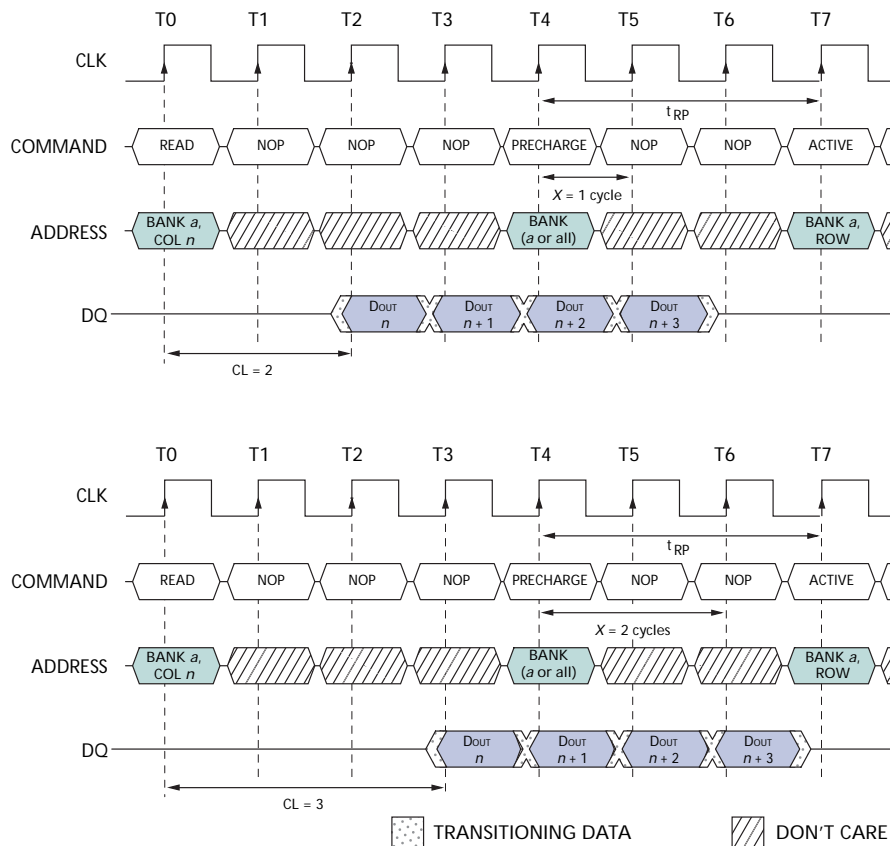 T0 T1 T2 T3 T4 T5 T6 T7
CLK
t RP
COMMAND READ NOP NOP NOP PRECHARGE NOP NOP ACTIVE
X = 1 cycle
ADDRESS BANK a, COL n BANK (a or all) BANK a, ROW
DQ DOUT n DOUT n + 1 DOUT n + 2 DOUT n + 3
CL = 2
T0 T1 T2 T3 T4 T5 T6 T7
CLK
t RP
COMMAND READ NOP NOP NOP PRECHARGE NOP NOP ACTIVE
X = 2 cycles
ADDRESS BANK a, COL n BANK (a or all) BANK a, ROW
DQ DOUT n DOUT n + 1 DOUT n + 2 DOUT n + 3
CL = 3
TRANSITIONING DATA DON'T CARE